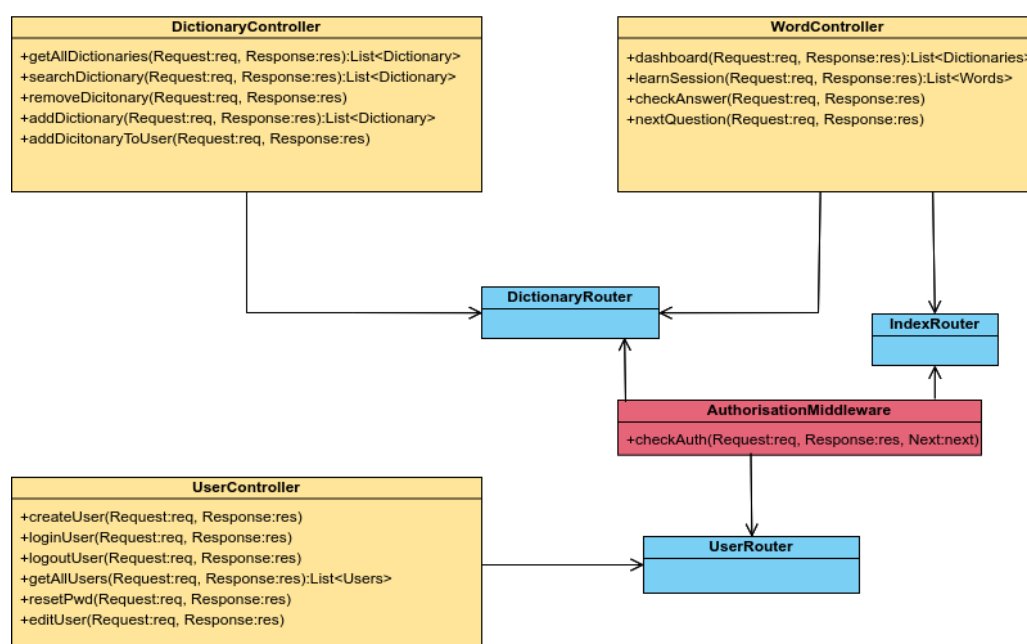 DictionaryController
+getAllDictionaries(Request:req, Response:res):List<Dictionary>
+searchDictionary(Request:req, Response:res):List<Dictionary>
+removeDicitonary(Request:req, Response:res)
+addDictionary(Request:req, Response:res):List<Dictionary>
+addDicitonaryToUser(Request:req, Response:res)
WordController
+dashboard(Request:req, Response:res):List<Dictionaries>
+learnSession(Request:req, Response:res):List<Words>
+checkAnswer(Request:req, Response:res)
+nextQuestion(Request:req, Response:res)
DictionaryRouter
IndexRouter
AuthorisationMiddleware
+checkAuth(Request:req, Response:res, Next:next)
UserController
+createUser(Request:req, Response:res)
+loginUser(Request:req, Response:res)
+logoutUser(Request:req, Response:res)
+getAllUsers(Request:req, Response:res):List<Users>
+resetPwd(Request:req, Response:res)
+editUser(Request:req, Response:res)
UserRouter